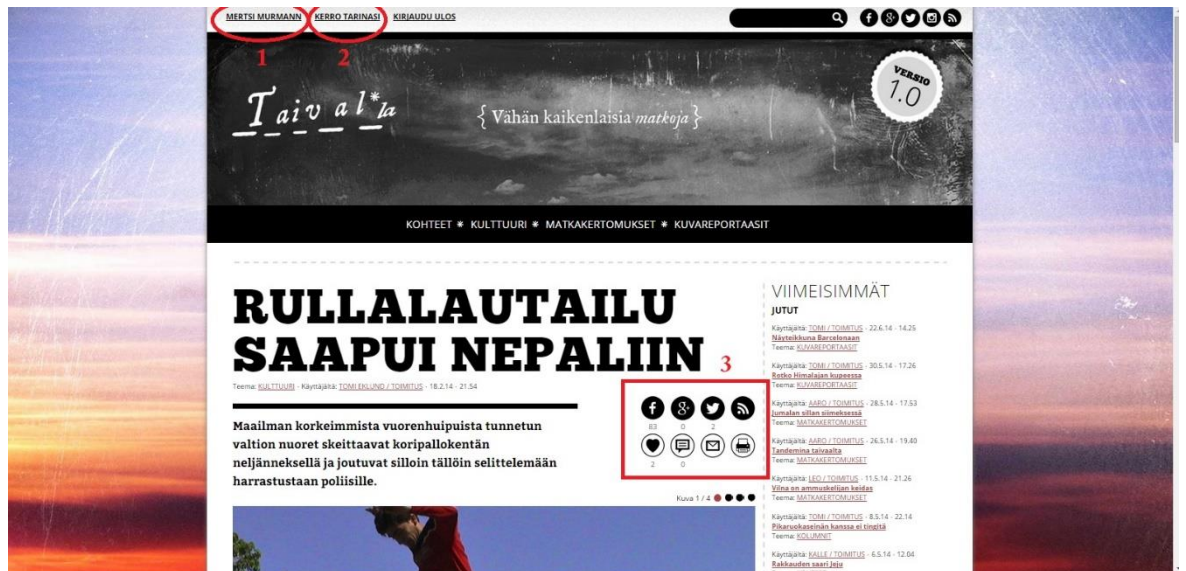 MERTSI MURMANN KERRO TARINASI KIRJAUDU ULOS
1 2
VERSIO
1.0
Taival*la
{ Vähän kaikenlaisia matkoja }
KOHTEET * KULTTUURI * MATKAKERTOMUKSET * KUVAREPORTAASIT
RULLALAUTAILU
SAAPUI NEPALIIN
3
Teema: KULTTUURI - Käyttäjältä: TOMI EKLUND / TOIMITUS - 18.2.14 - 21.54
Maailman korkeimmista vuorenhuipuista tunnetun
valtion nuoret skeittaavat koripallokentän
neljänneksellä ja joutuvat silloin tällöin selittelemään
harrastustaan poliisille.
83 0 2
2 0
Kuva 1 / 4
VIIMEISIMMÄT
JUTUT
Käyttäjältä: TOMI / TOIMITUS - 22.6.14 - 14.25
Näyteikkuna Barcelonaan
Teema: KUVAREPORTAASIT
Käyttäjältä: TOMI / TOIMITUS - 30.5.14 - 17.26
Retko Himalajan kupeessa
Teema: KUVAREPORTAASIT
Käyttäjältä: AARO / TOIMITUS - 28.5.14 - 17.53
Jumalan sillan siimeksessä
Teema: MATKAKERTOMUKSET
Käyttäjältä: AARO / TOIMITUS - 26.5.14 - 19.40
Tandemina taivaalta
Teema: MATKAKERTOMUKSET
Käyttäjältä: LEO / TOIMITUS - 11.5.14 - 21.26
Viina on ammuskelijan keidas
Teema: MATKAKERTOMUKSET
Käyttäjältä: TOMI / TOIMITUS - 8.5.14 - 22.14
Pikaruokaseinän kanssa ei tingitä
Teema: KOLUMNIT
Käyttäjältä: KALLE / TOIMITUS - 6.5.14 - 12.04
Rakkauden saari Jeju